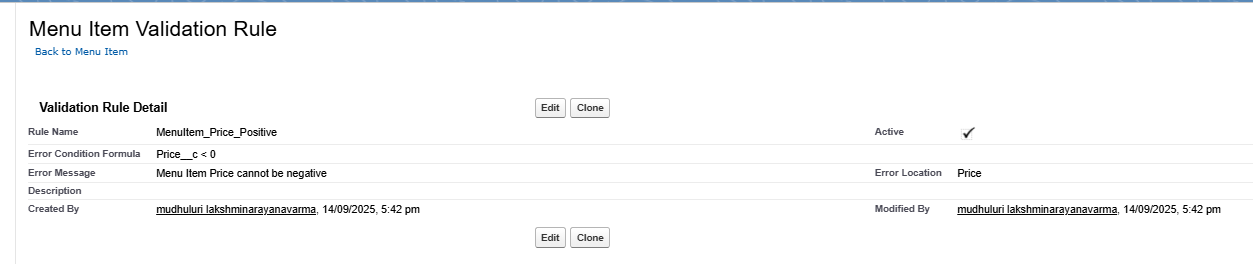 Menu Item Validation Rule
Back to Menu Item
Validation Rule Detail Edit Clone
Rule Name MenuItem_Price_Positive Active
Error Condition Formula Price__c < 0
Error Message Menu Item Price cannot be negative Error Location Price
Description
Created By mudhuluri lakshminarayanavarma, 14/09/2025, 5:42 pm Modified By mudhuluri lakshminarayanavarma, 14/09/2025, 5:42 pm
Edit Clone